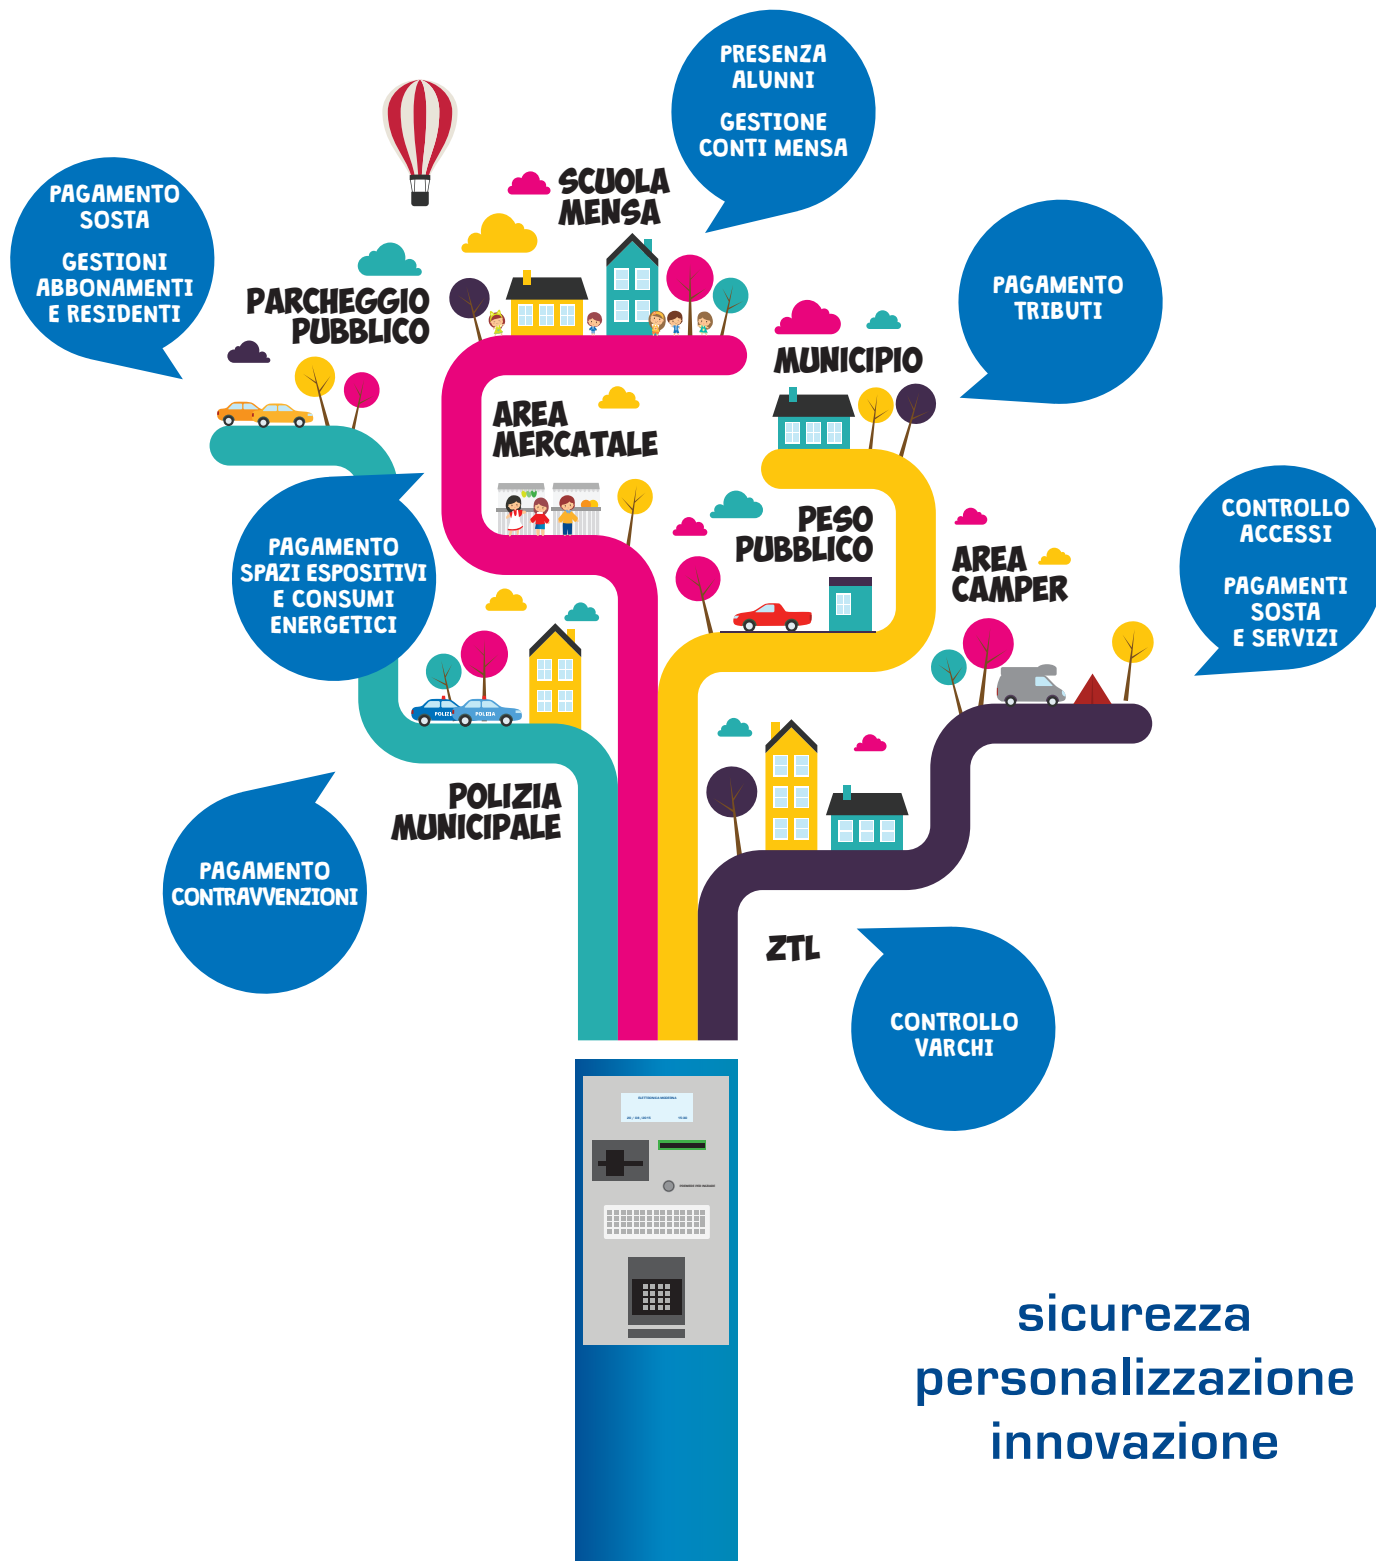 PRESENZA
ALUNNI
GESTIONE
CONTI MENSA
SCUOLA
MENSA
PAGAMENTO
SOSTA
GESTIONI
ABBONAMENTI
E RESIDENTI
PARCHEGGIO
PUBBLICO
PAGAMENTO
TRIBUTI
MUNICIPIO
AREA
MERCATALE
PAGAMENTO
SPAZI ESPOSITIVI
E CONSUMI
ENERGETICI
PESO
PUBBLICO
AREA
CAMPER
CONTROLLO
ACCESSI
PAGAMENTI
SOSTA
E SERVIZI
POLIZIA
POLIZIA
MUNICIPALE
PAGAMENTO
CONTRAVVENZIONI
ZTL
CONTROLLO
VARCHI
sicurezza
personalizzazione
innovazione